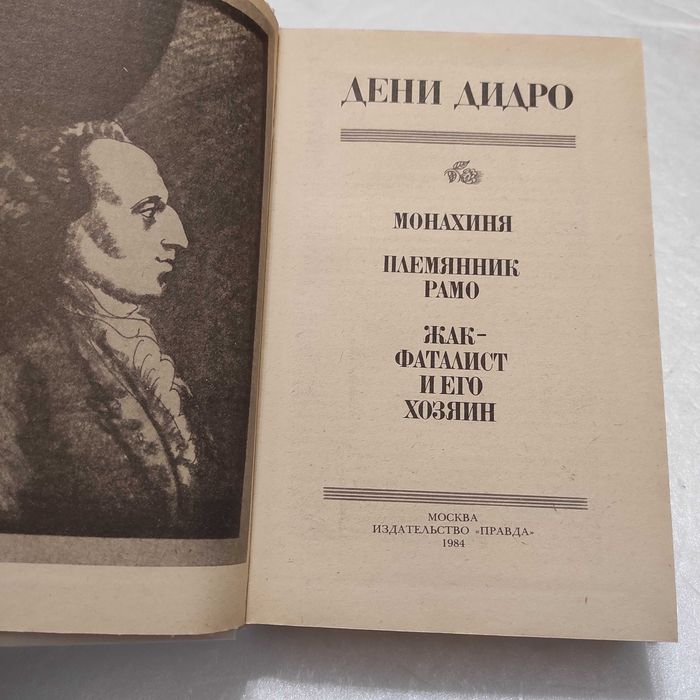 ДЕНИ ДИДРО
МОНАХИНЯ
ПЛЕМЯННИК
РАМО
ЖАК-
ФАТАЛИСТ
И ЕГО
ХОЗЯИН
МОСКВА
ИЗДАТЕЛЬСТВО «ПРАВДА»
1984